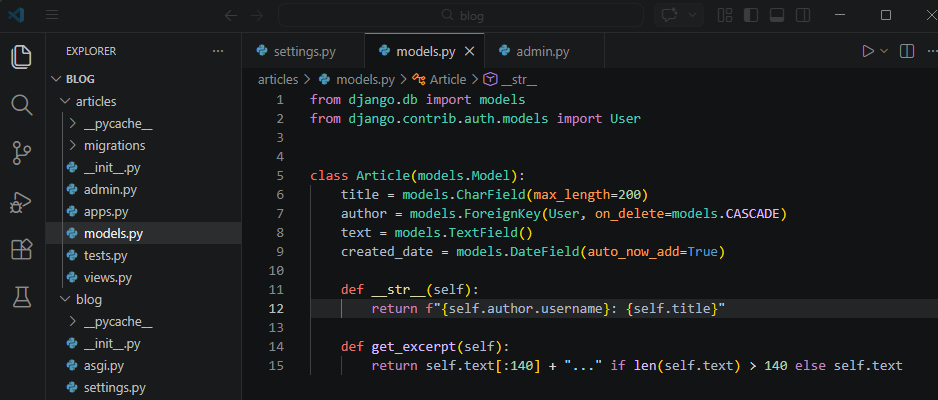 blog
EXPLORER
BLOG
articles
__pycache__
migrations
__init__.py
admin.py
apps.py
models.py
tests.py
views.py
blog
__pycache__
__init__.py
asgi.py
settings.py
settings.py models.py admin.py
articles > models.py > Article > __str__
1 from django.db import models
2 from django.contrib.auth.models import User
3
4
5 class Article(models.Model):
6     title = models.CharField(max_length=200)
7     author = models.ForeignKey(User, on_delete=models.CASCADE)
8     text = models.TextField()
9     created_date = models.DateField(auto_now_add=True)
10
11     def __str__(self):
12         return f"{self.author.username}: {self.title}"
13
14     def get_excerpt(self):
15         return self.text[:140] + "..." if len(self.text) > 140 else self.text